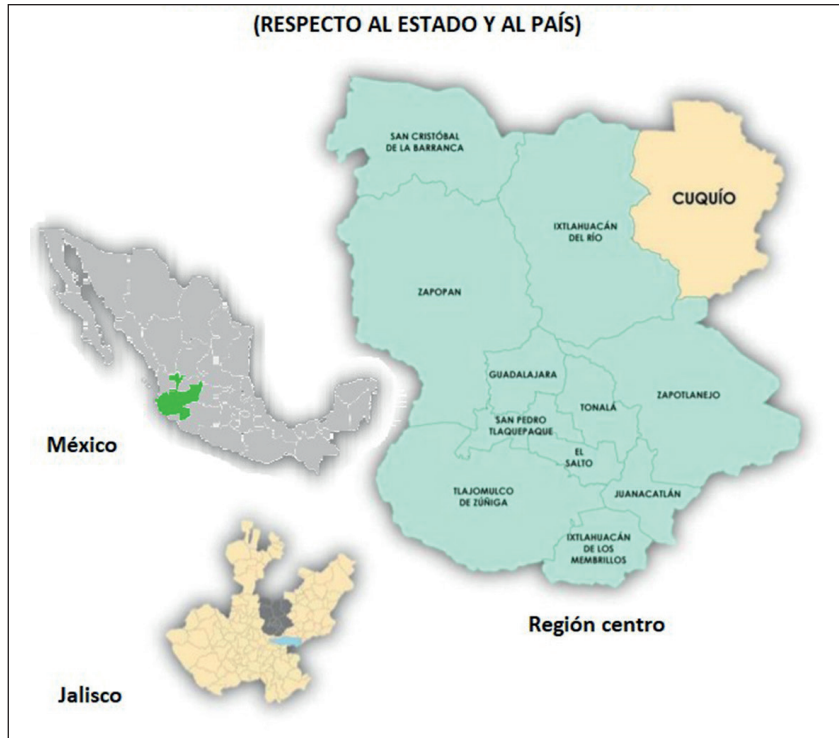 (RESPECTO AL ESTADO Y AL PAÍS)
SAN CRISTÓBAL
DE LA BARRANCA
CUQUÍO
IXTLAHUACÁN
DEL RÍO
ZAPOPAN
GUADALAJARA
TONALÁ
ZAPOTLANEJO
SAN PEDRO
TLAQUEPAQUE
EL
SALTO
TLAJOMULCO
DE ZÚÑIGA
JUANACATLÁN
IXTLAHUACÁN
DE LOS
MEMBRILLOS
México
Región centro
Jalisco